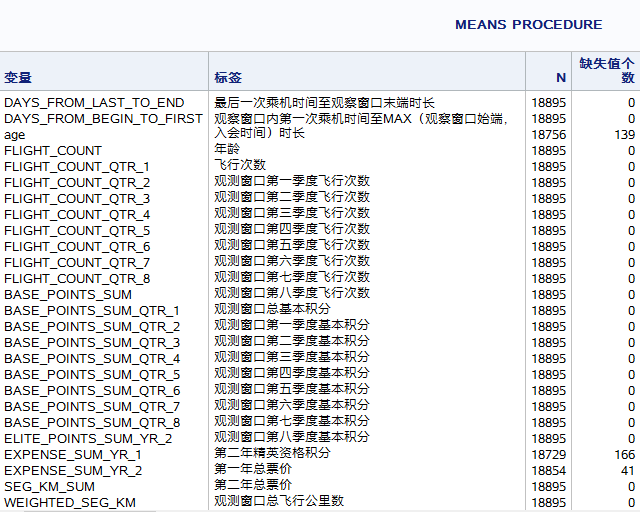 MEANS PROCEDURE
变量 标签 N 缺失值个
数
DAYS_FROM_LAST_TO_END 最后一次乘机时间至观察窗口末端时长 18895 0
DAYS_FROM_BEGIN_TO_FIRST 观察窗口内第一次乘机时间至MAX（观察窗口始端， 18895 0
age 入会时间）时长 18756 139
FLIGHT_COUNT 年龄 18895 0
FLIGHT_COUNT_QTR_1 飞行次数 18895 0
FLIGHT_COUNT_QTR_2 观测窗口第一季度飞行次数 18895 0
FLIGHT_COUNT_QTR_3 观测窗口第二季度飞行次数 18895 0
FLIGHT_COUNT_QTR_4 观测窗口第三季度飞行次数 18895 0
FLIGHT_COUNT_QTR_5 观测窗口第四季度飞行次数 18895 0
FLIGHT_COUNT_QTR_6 观测窗口第五季度飞行次数 18895 0
FLIGHT_COUNT_QTR_7 观测窗口第六季度飞行次数 18895 0
FLIGHT_COUNT_QTR_8 观测窗口第七季度飞行次数 18895 0
BASE_POINTS_SUM 观测窗口第八季度飞行次数 18895 0
BASE_POINTS_SUM_QTR_1 观测窗口总基本积分 18895 0
BASE_POINTS_SUM_QTR_2 观测窗口第一季度基本积分 18895 0
BASE_POINTS_SUM_QTR_3 观测窗口第二季度基本积分 18895 0
BASE_POINTS_SUM_QTR_4 观测窗口第三季度基本积分 18895 0
BASE_POINTS_SUM_QTR_5 观测窗口第四季度基本积分 18895 0
BASE_POINTS_SUM_QTR_6 观测窗口第五季度基本积分 18895 0
BASE_POINTS_SUM_QTR_7 观测窗口第六季度基本积分 18895 0
BASE_POINTS_SUM_QTR_8 观测窗口第七季度基本积分 18895 0
ELITE_POINTS_SUM_YR_2 观测窗口第八季度基本积分 18895 0
EXPENSE_SUM_YR_1 第二年精英资格积分 18729 166
EXPENSE_SUM_YR_2 第一年总票价 18854 41
SEG_KM_SUM 第二年总票价 18895 0
WEIGHTED_SEG_KM 观测窗口总飞行公里数 18895 0